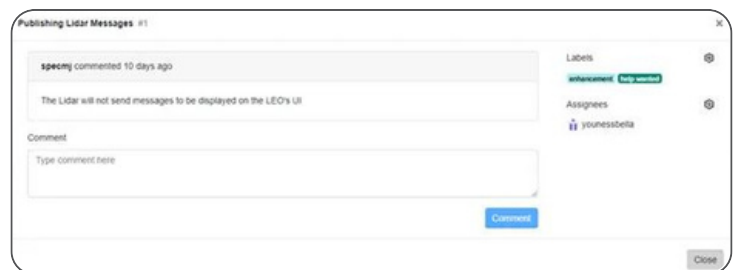 Publishing Lidar Messages #1
×
specmj commented 10 days ago
The Lidar will not send messages to be displayed on the LEO's UI
Comment
Type comment here
Comment
Labels
enhancement help wanted
Assignees
younessbella
Close